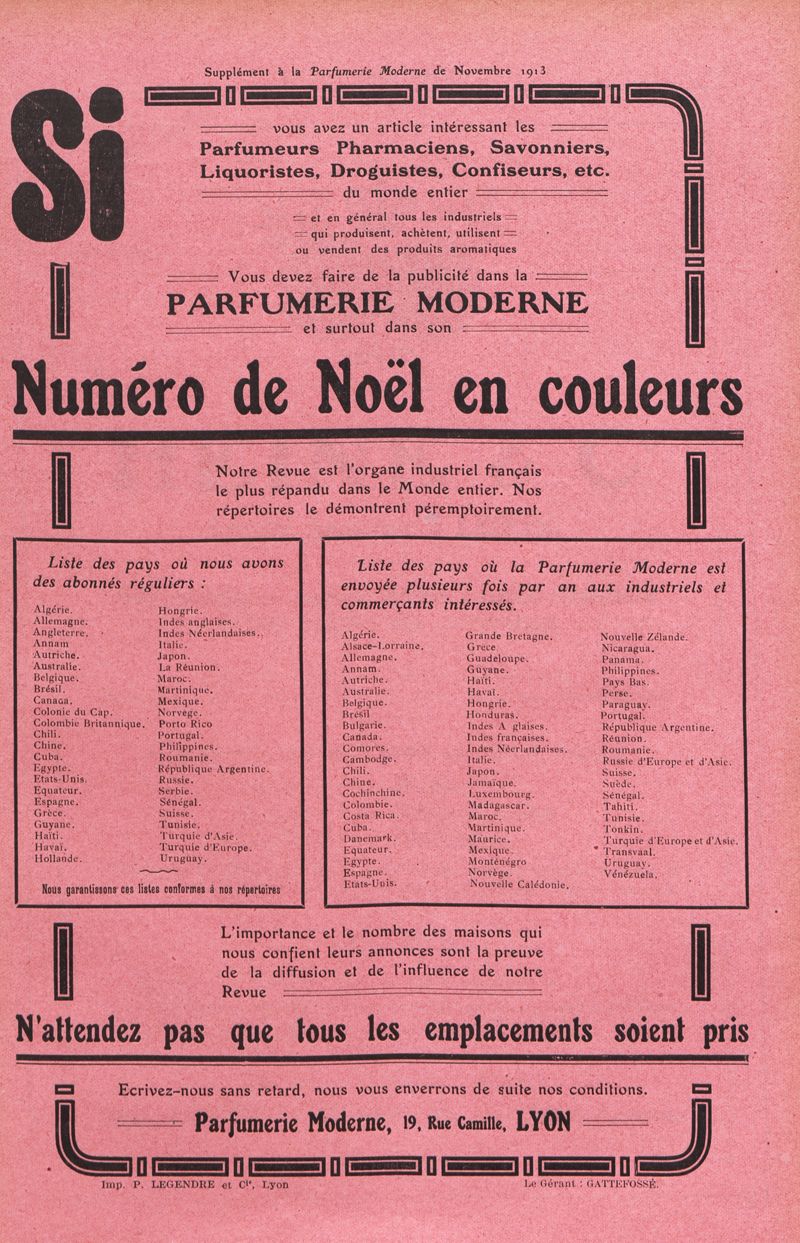 Supplément à la Parfumerie Moderne de Novembre 1913
Si
vous avez un article intéressant les
Parfumeurs Pharmaciens, Savonniers,
Liquoristes, Droguistes, Confiseurs, etc.
du monde entier
et en général tous les industriels
qui produisent, achètent, utilisent
ou vendent des produits aromatiques
Vous devez faire de la publicité dans la
PARFUMERIE MODERNE
et surtout dans son
Numéro de Noël en couleurs
Notre Revue est l'organe industriel français
le plus répandu dans le Monde entier. Nos
répertoires le démontrent péremptoirement.
Liste des pays où nous avons
des abonnés réguliers :
Algérie.
Allemagne.
Angleterre.
Annam
Autriche.
Australie.
Belgique.
Brésil.
Canada.
Colonie du Cap.
Colombie Britannique.
Chili.
Chine.
Cuba.
Egypte.
Etats-Unis.
Equateur.
Espagne.
Grèce.
Guyane.
Haïti.
Havaï.
Hollande.
Hongrie.
Indes anglaises.
Indes Néerlandaises.
Italie.
Japon.
La Réunion.
Maroc.
Martinique.
Mexique.
Norvège.
Porto Rico
Portugal.
Philippines.
Roumanie.
République Argentine.
Russie.
Serbie.
Sénégal.
Suisse.
Tunisie.
Turquie d'Asie.
Turquie d'Europe.
Uruguay.
Nous garantissons ces listes conformes à nos répertoires
Liste des pays où la Parfumerie Moderne est
envoyée plusieurs fois par an aux industriels et
commerçants intéressés.
Algérie.
Alsace-Lorraine.
Allemagne.
Annam.
Autriche.
Australie.
Belgique.
Brésil
Bulgarie.
Canada.
Comores.
Cambodge.
Chili.
Chine.
Cochinchine.
Colombie.
Costa Rica.
Cuba.
Danemark.
Equateur.
Egypte.
Espagne.
Etats-Unis.
Grande Bretagne.
Grèce
Guadeloupe.
Guyane.
Haïti.
Havaï.
Hongrie.
Honduras.
Indes A glaises.
Indes françaises.
Indes Néerlandaises.
Italie.
Japon.
Jamaïque.
Luxembourg.
Madagascar.
Maroc.
Martinique.
Maurice.
Mexique.
Monténégro
Norvège.
Nouvelle Calédonie.
Nouvelle Zélande.
Nicaragua.
Panama.
Philippines.
Pays Bas.
Perse.
Paraguay.
Portugal.
République Argentine.
Réunion.
Roumanie.
Russie d'Europe et d'Asie.
Suisse.
Suède.
Sénégal.
Tahiti.
Tunisie.
Tonkin.
Turquie d'Europe et d'Asie.
Transvaal.
Uruguay.
Vénézuela.
L'importance et le nombre des maisons qui
nous confient leurs annonces sont la preuve
de la diffusion et de l'influence de notre
Revue
N'attendez pas que tous les emplacements soient pris
Ecrivez-nous sans retard, nous vous enverrons de suite nos conditions.
Parfumerie Moderne, 19, Rue Camille, LYON
Imp. P. LEGENDRE et Cie, Lyon
Le Gérant : GATTEFOSSÉ.